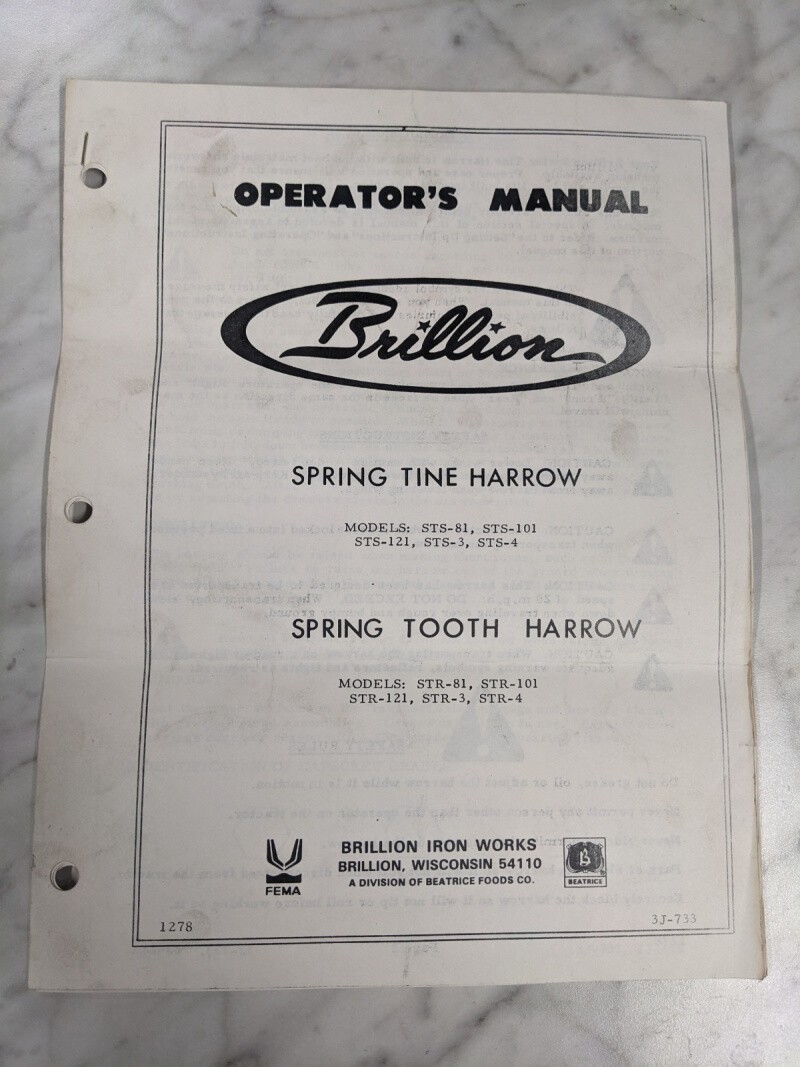 OPERATOR'S MANUAL
Brillion
SPRING TINE HARROW
MODELS: STS-81, STS-101
STS-121, STS-3, STS-4
SPRING TOOTH HARROW
MODELS: STR-81, STR-101
STR-121, STR-3, STR-4
FEMA
BRILLION IRON WORKS
BRILLION, WISCONSIN 54110
A DIVISION OF BEATRICE FOODS CO.
B
BEATRICE
1278
3J-733